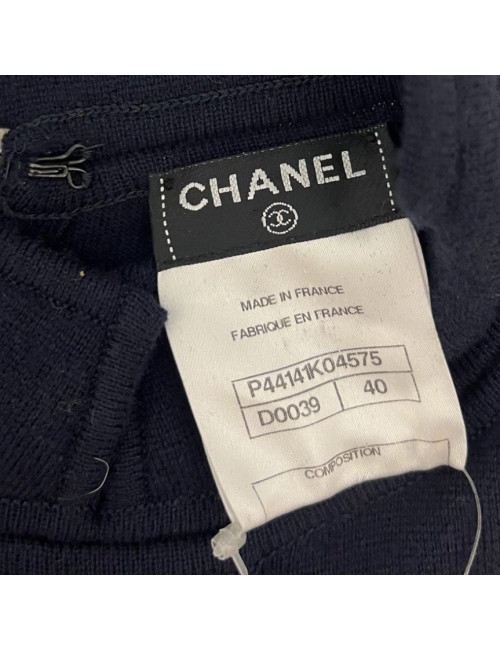 CHANEL
MADE IN FRANCE
FABRIQUE EN FRANCE
P44141K04575
D0039 40
COMPOSITION